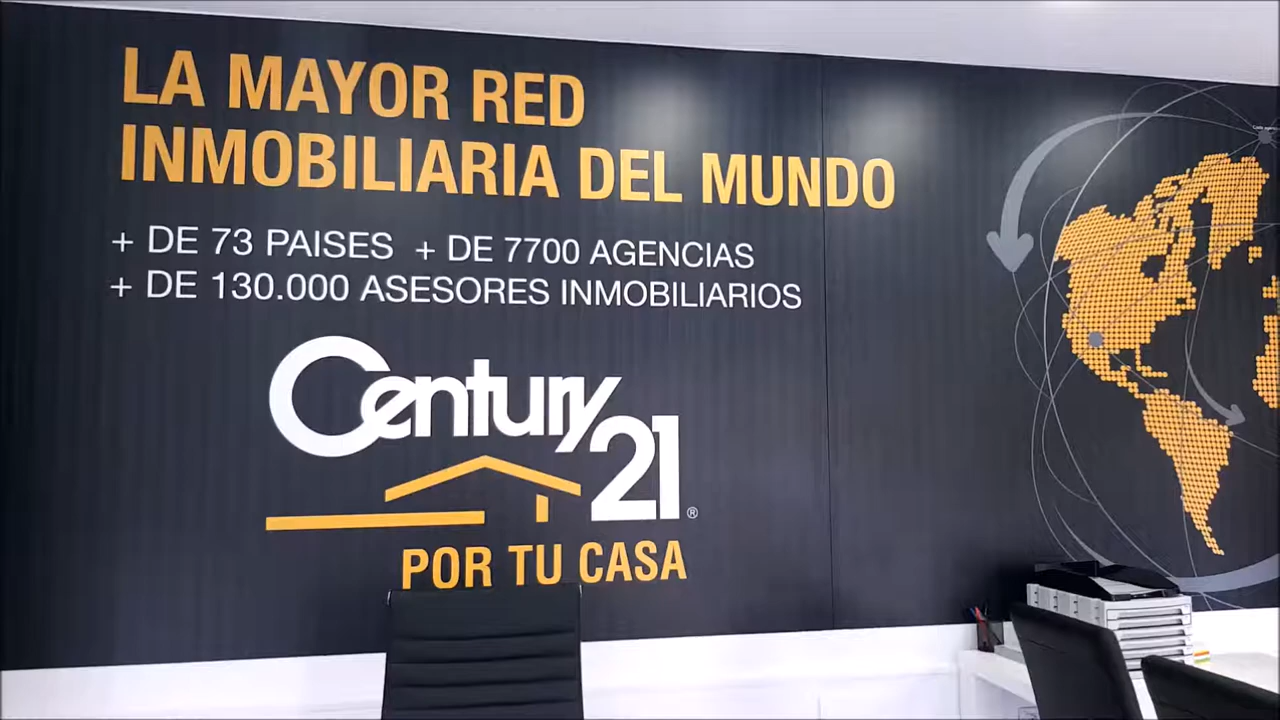 LA MAYOR RED
INMOBILIARIA DEL MUNDO
+ DE 73 PAISES + DE 7700 AGENCIAS
+ DE 130.000 ASESORES INMOBILIARIOS
Century
21®
POR TU CASA